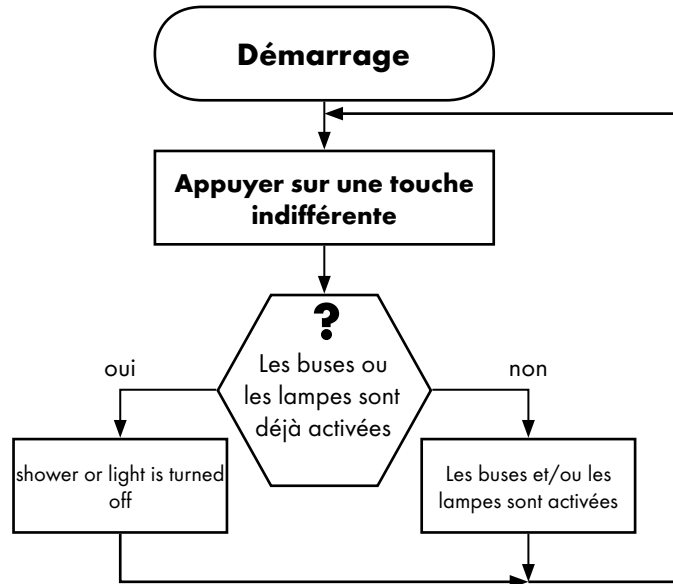 Démarrage
Appuyer sur une touche
indifférente
?
Les buses ou
les lampes sont
déjà activées
oui
non
shower or light is turned
off
Les buses et/ou les
lampes sont activées